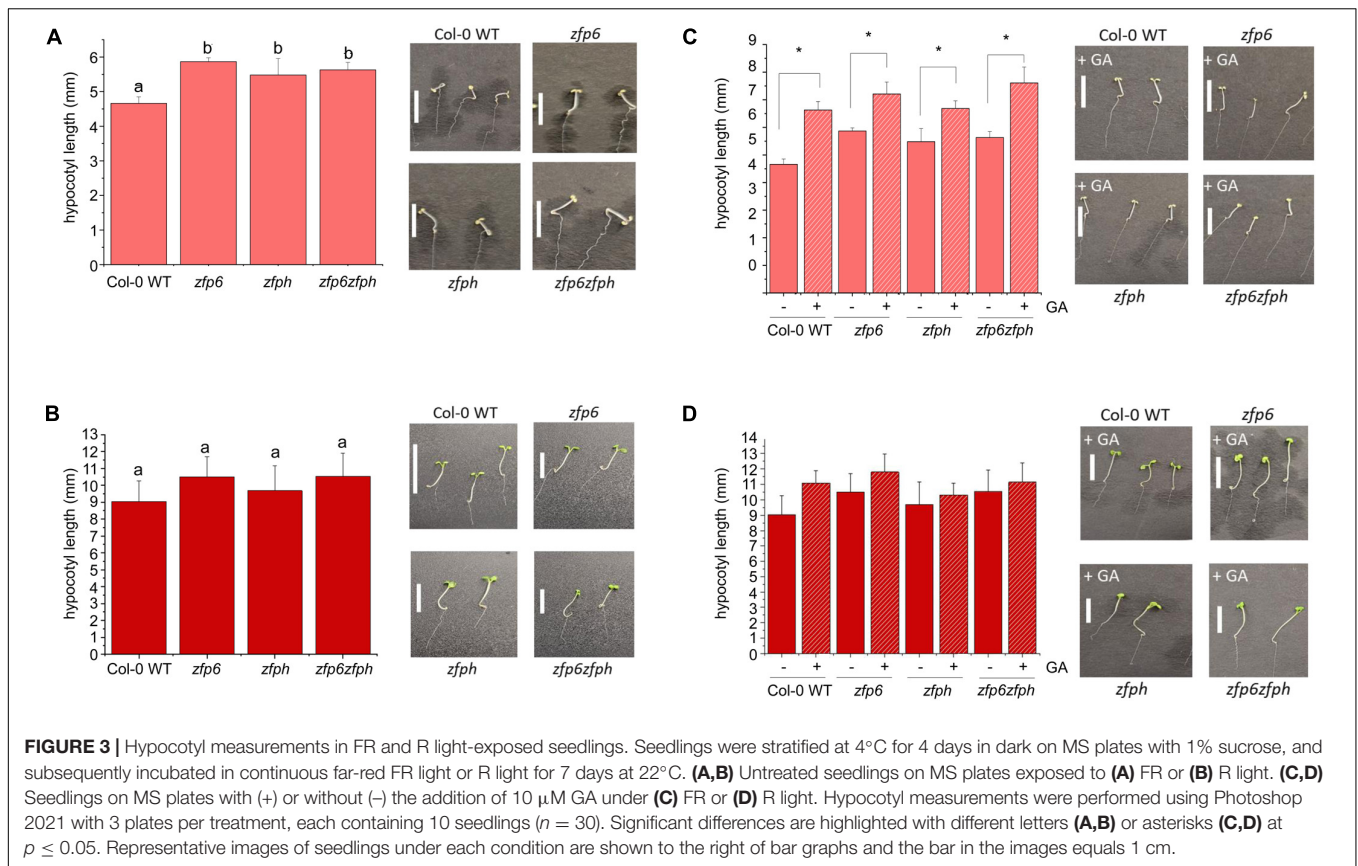 A
6
5
4
3
2
1
0
hypocotyl length (mm)
a
b
b
b
Col-0 WT
zfp6
zfph
zfp6zfph
Col-0 WT
zfp6
zfph
zfp6zfph
C
9
8
7
6
5
4
3
2
1
0
0
hypocotyl length (mm)
*
*
*
*
- + - + - + - + GA
Col-0 WT
zfp6
zfph
zfp6zfph
Col-0 WT
zfp6
+ GA
+ GA
+ GA
+ GA
zfph
zfp6zfph
B
13
12
11
10
9
8
7
6
5
4
3
2
1
0
hypocotyl length (mm)
a
a
a
a
Col-0 WT
zfp6
zfph
zfp6zfph
Col-0 WT
zfp6
zfph
zfp6zfph
D
14
13
12
11
10
9
8
7
6
5
4
3
2
1
0
hypocotyl length (mm)
- + - + - + - + GA
Col-0 WT
zfp6
zfph
zfp6zfph
Col-0 WT
zfp6
+ GA
+ GA
+ GA
+ GA
zfph
zfp6zfph
FIGURE 3 | Hypocotyl measurements in FR and R light-exposed seedlings. Seedlings were stratified at 4°C for 4 days in dark on MS plates with 1% sucrose, and
subsequently incubated in continuous far-red FR light or R light for 7 days at 22°C. (A,B) Untreated seedlings on MS plates exposed to (A) FR or (B) R light. (C,D)
Seedlings on MS plates with (+) or without (–) the addition of 10 μM GA under (C) FR or (D) R light. Hypocotyl measurements were performed using Photoshop
2021 with 3 plates per treatment, each containing 10 seedlings (n = 30). Significant differences are highlighted with different letters (A,B) or asterisks (C,D) at
p ≤ 0.05. Representative images of seedlings under each condition are shown to the right of bar graphs and the bar in the images equals 1 cm.